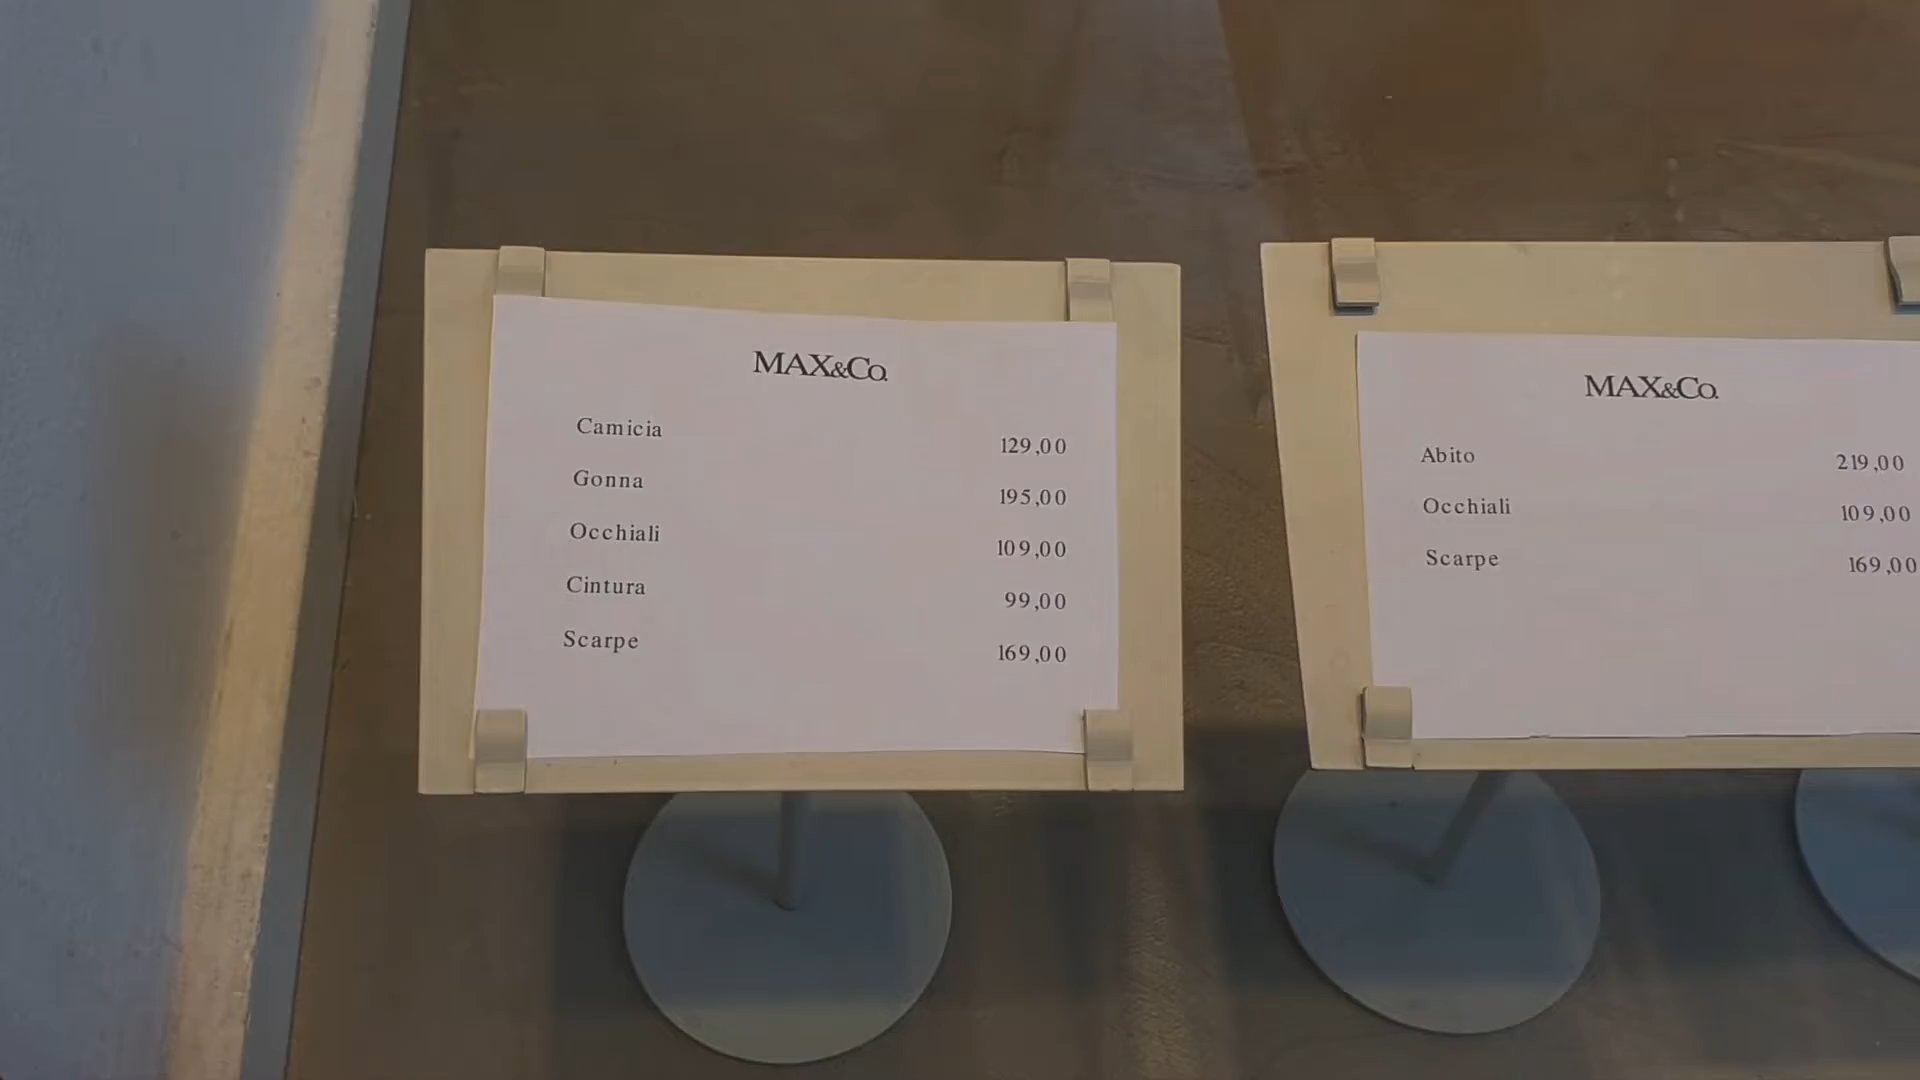 MAX&Co.
Camicia 129,00
Gonna 195,00
Occhiali 109,00
Cintura 99,00
Scarpe 169,00
MAX&Co.
Abito 219,00
Occhiali 109,00
Scarpe 169,00